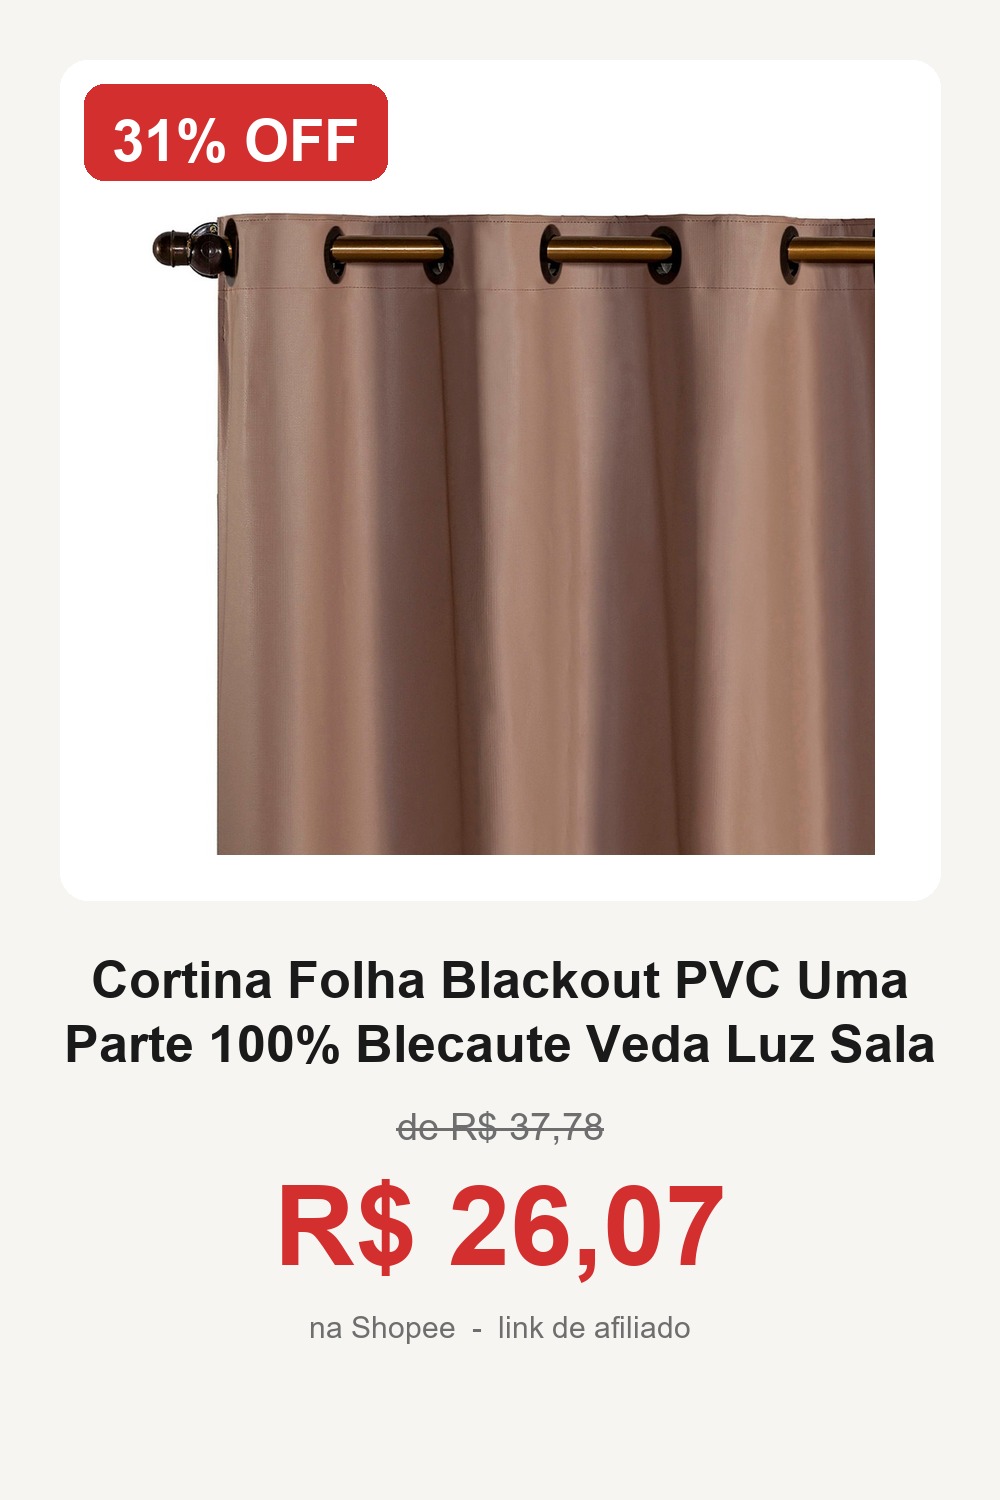 31% OFF
Cortina Folha Blackout PVC Uma
Parte 100% Blecaute Veda Luz Sala
de R$ 37,78
R$ 26,07
na Shopee - link de afiliado